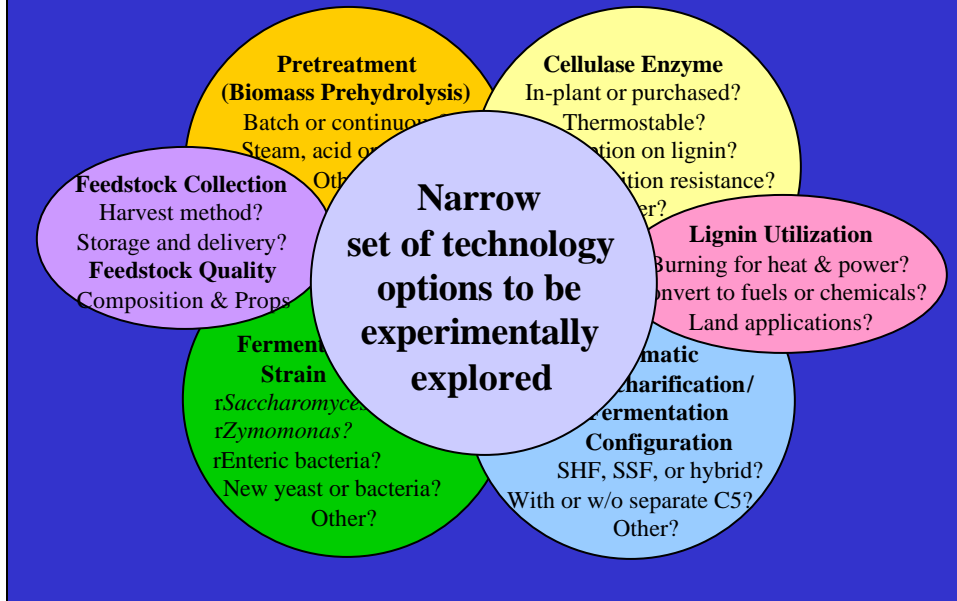 Pretreatment
(Biomass Prehydrolysis)
Batch or continuou
Steam, acid or
Oth
Cellulase Enzyme
In-plant or purchased?
Thermostable?
ption on lignin?
ition resistance?
er?
Feedstock Collection
Harvest method?
Storage and delivery?
Feedstock Quality
Composition & Props
Narrow
set of technology
options to be
experimentally
explored
Lignin Utilization
Burning for heat & power?
onvert to fuels or chemicals?
Land applications?
Ferment
Strain
rSaccharomyces
rZymomonas?
rEnteric bacteria?
New yeast or bacteria?
Other?
matic
charification/
Fermentation
Configuration
SHF, SSF, or hybrid?
With or w/o separate C5?
Other?